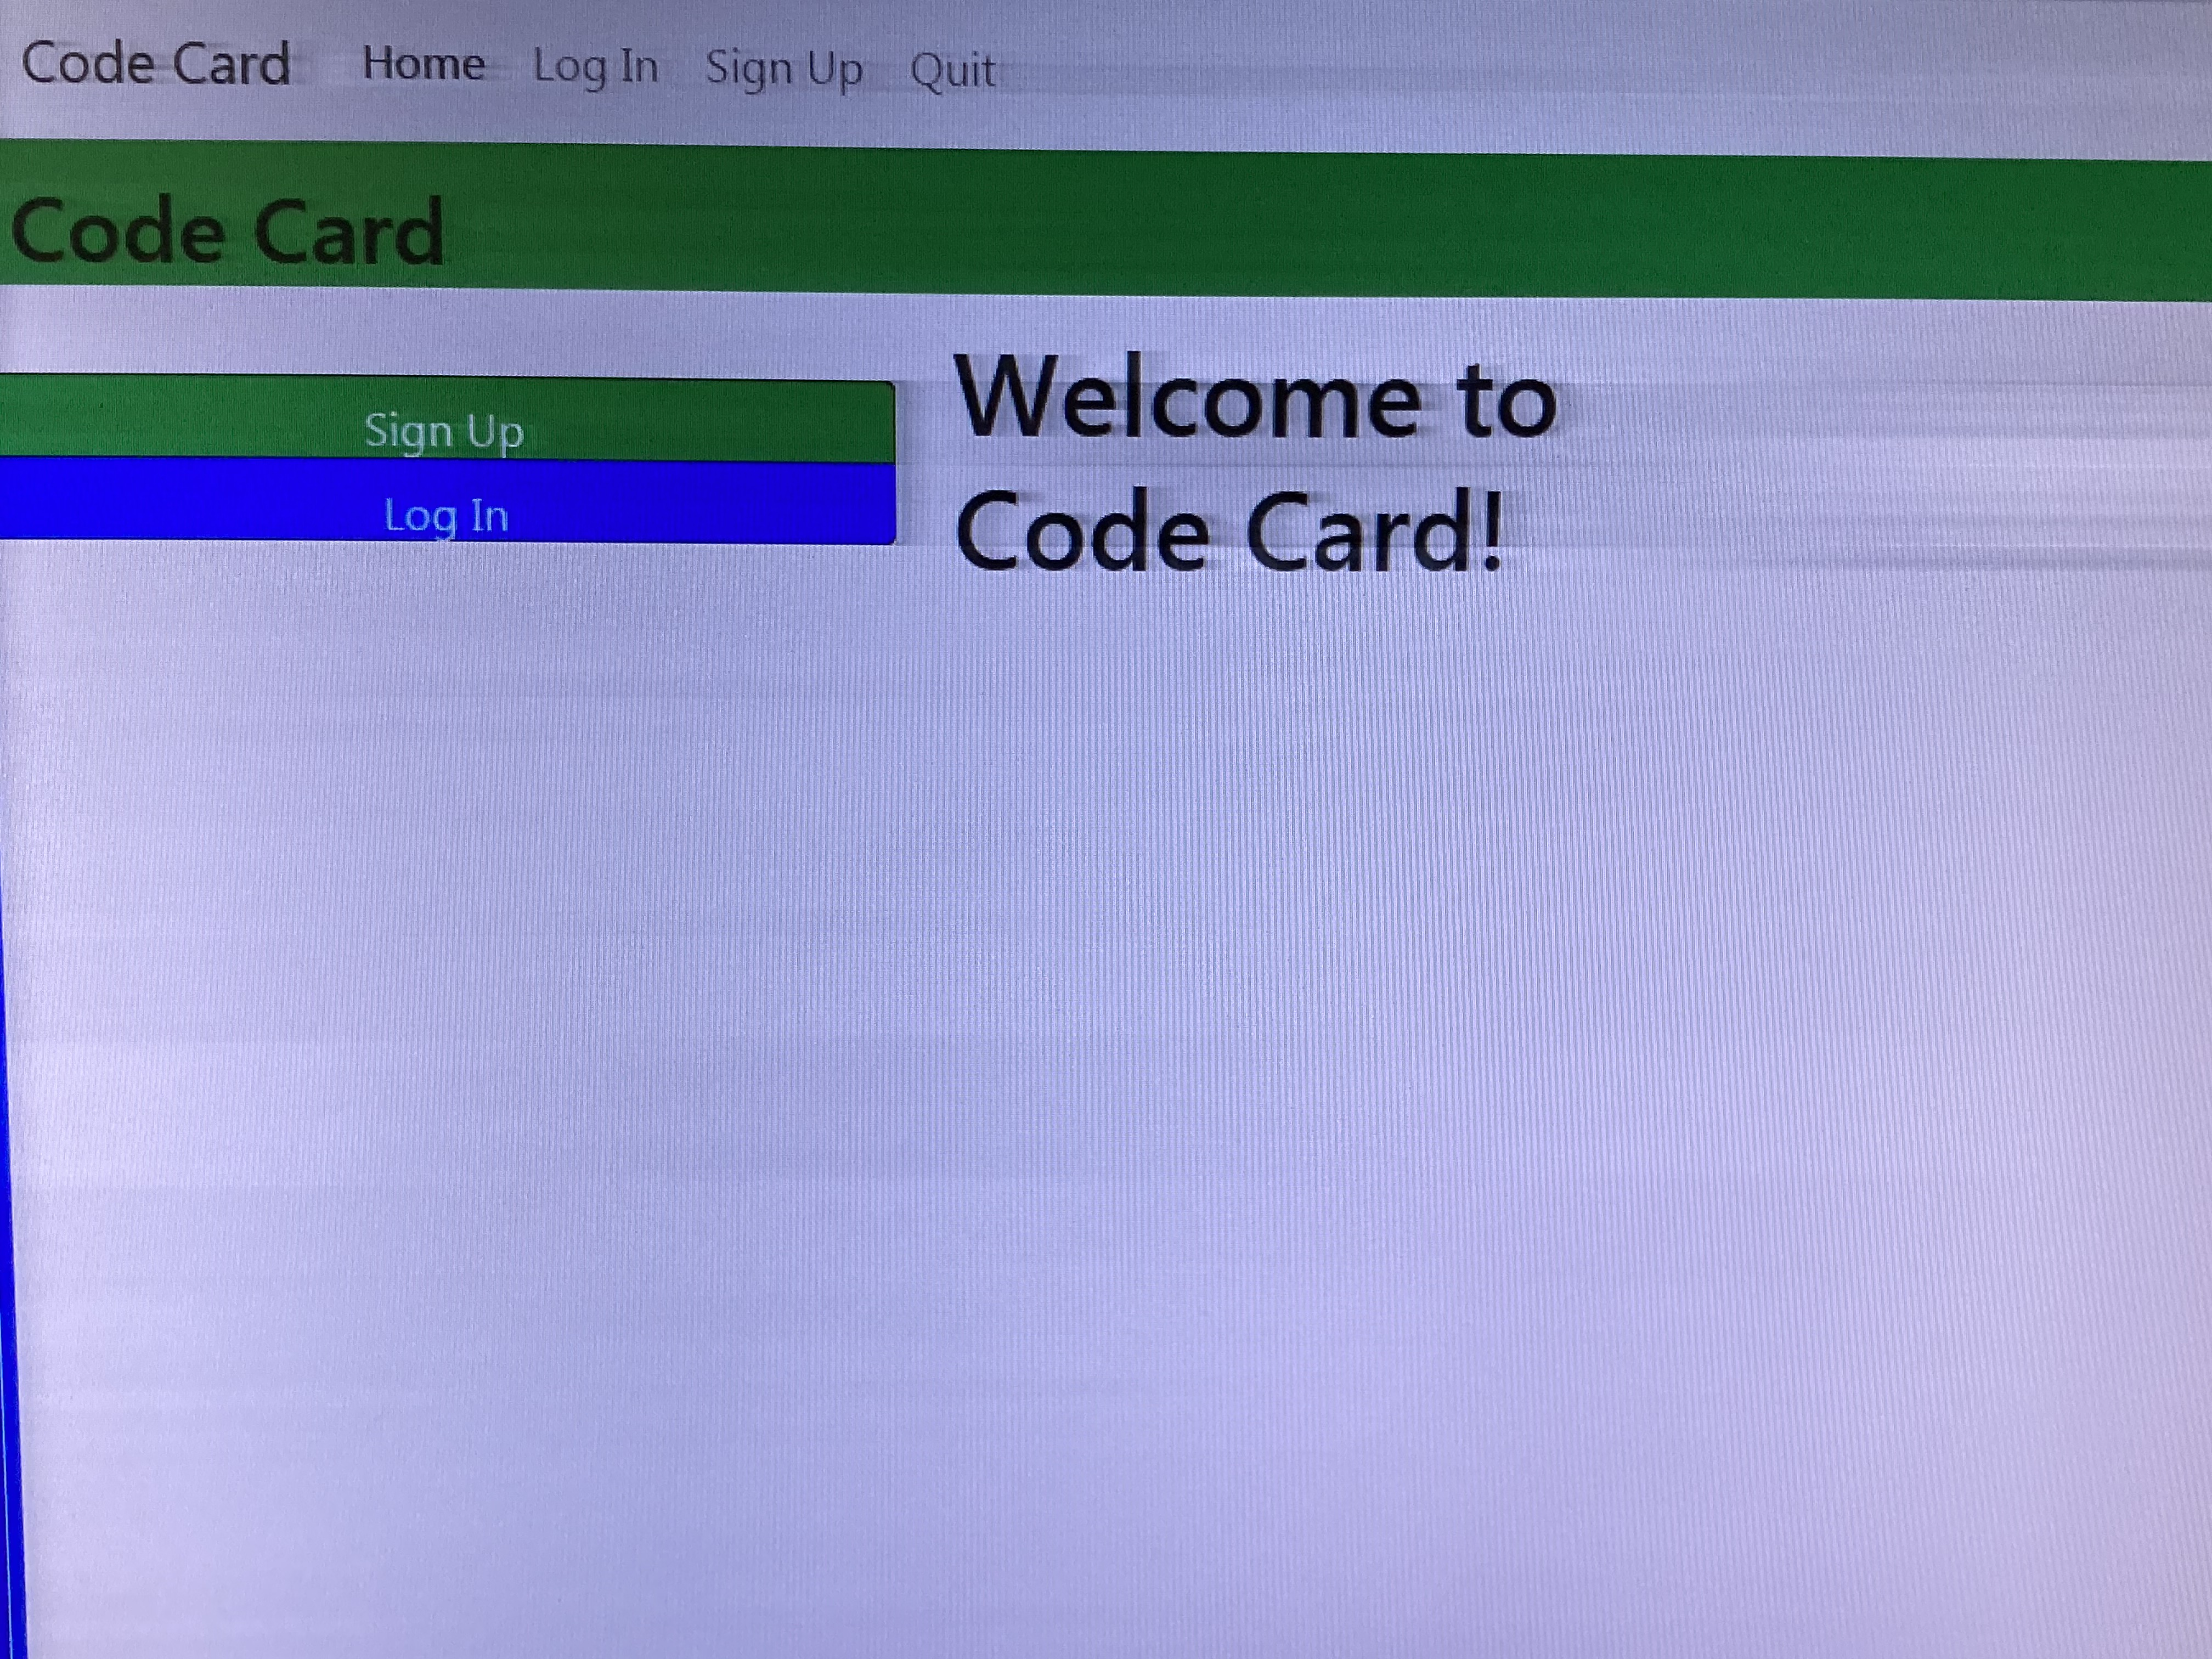 Code Card Home Log In Sign Up Quit
Code Card
Sign Up
Log In
Welcome to
Code Card!